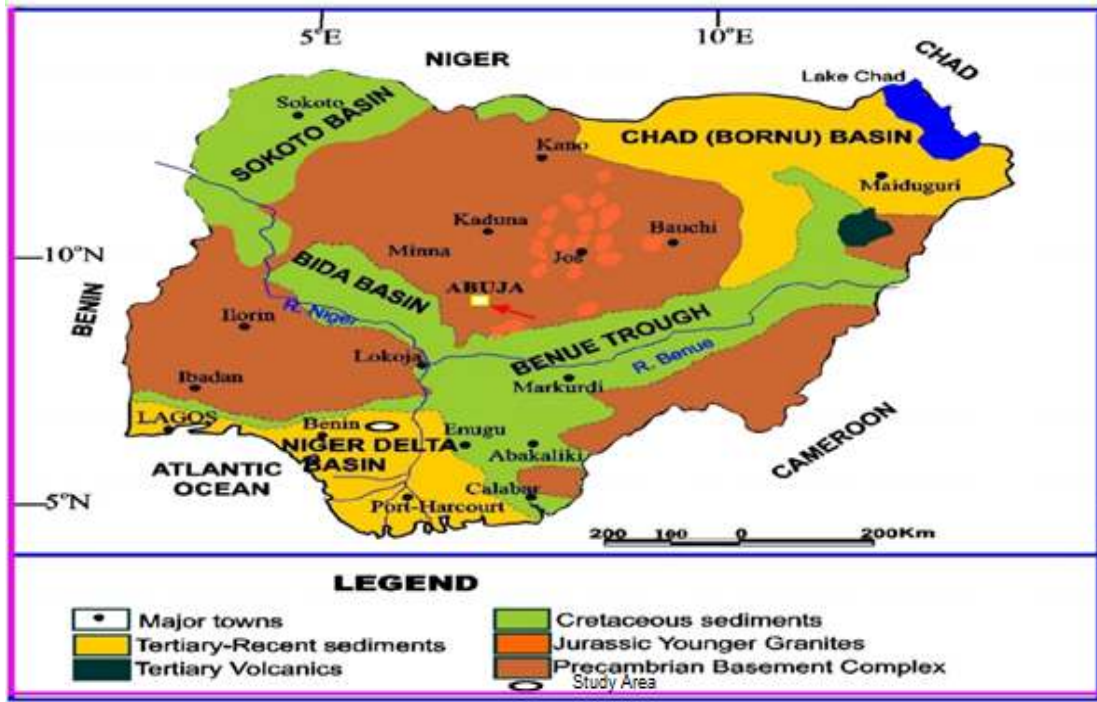 5°E
10°E
NIGER
CHAD
Lake Chad
Sokoto
SOKOTO BASIN
CHAD (BORNU) BASIN
Kano
Maiduguri
Kaduna
Bauchi
10°N
Minna
Jos
BIDA BASIN
ABUJA
BENIN
R. Niger
Ilorin
BENUE TROUGH
Lokoja
R. Benue
Ibadan
Markurdi
LAGOS
Benin
Enugu
NIGER DELTA
BASIN
Abakaliki
CAMEROON
ATLANTIC
OCEAN
Calabar
5°N
Port-Harcourt
200 100 0 200Km
LEGEND
Major towns
Cretaceous sediments
Tertiary-Recent sediments
Jurassic Younger Granites
Tertiary Volcanics
Precambrian Basement Complex
Study Area